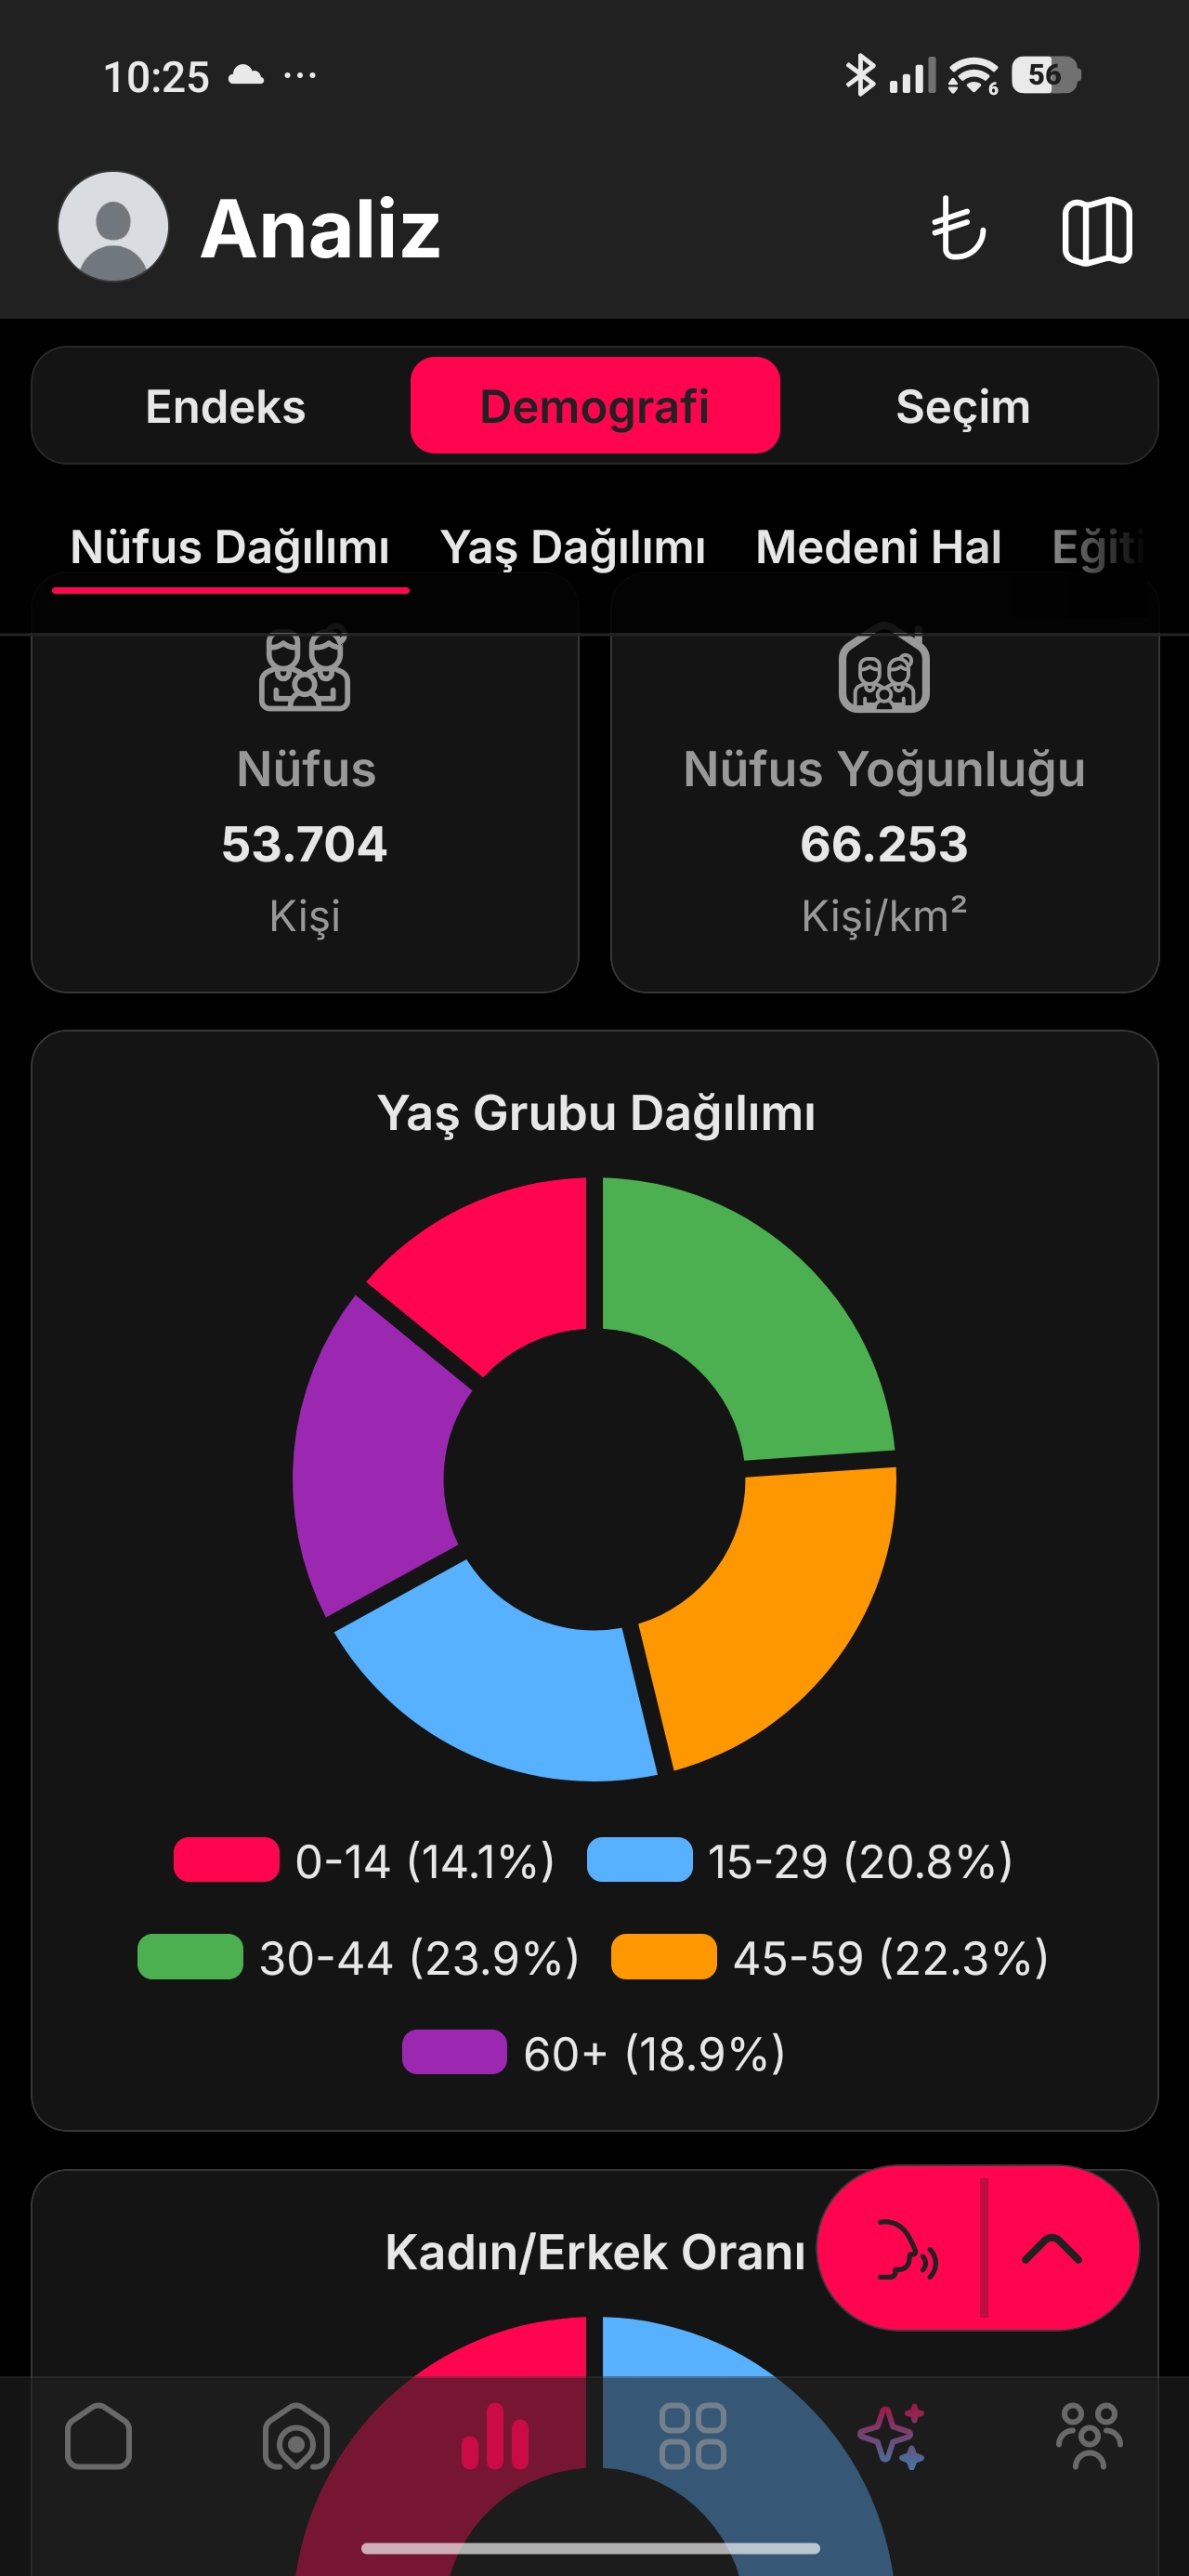 10:25
56
6
Analiz
Endeks Demografi Seçim
Nüfus Dağılımı Yaş Dağılımı Medeni Hal Eğiti
Nüfus Nüfus Yoğunluğu
53.704 66.253
Kişi Kişi/km²
Yaş Grubu Dağılımı
0-14 (14.1%) 15-29 (20.8%)
30-44 (23.9%) 45-59 (22.3%)
60+ (18.9%)
Kadın/Erkek Oranı